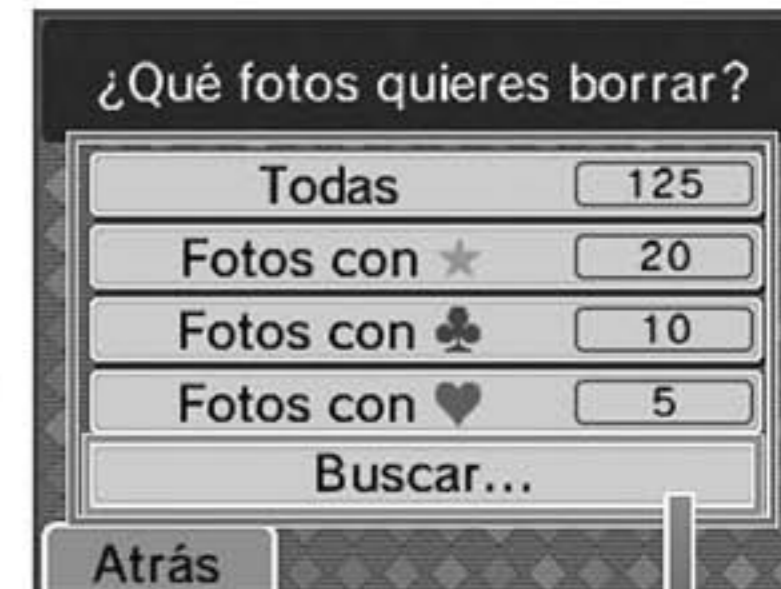 ¿Qué fotos quieres borrar?
Todas 125
Fotos con ★ 20
Fotos con ♣ 10
Fotos con ♥ 5
Buscar...
Atrás